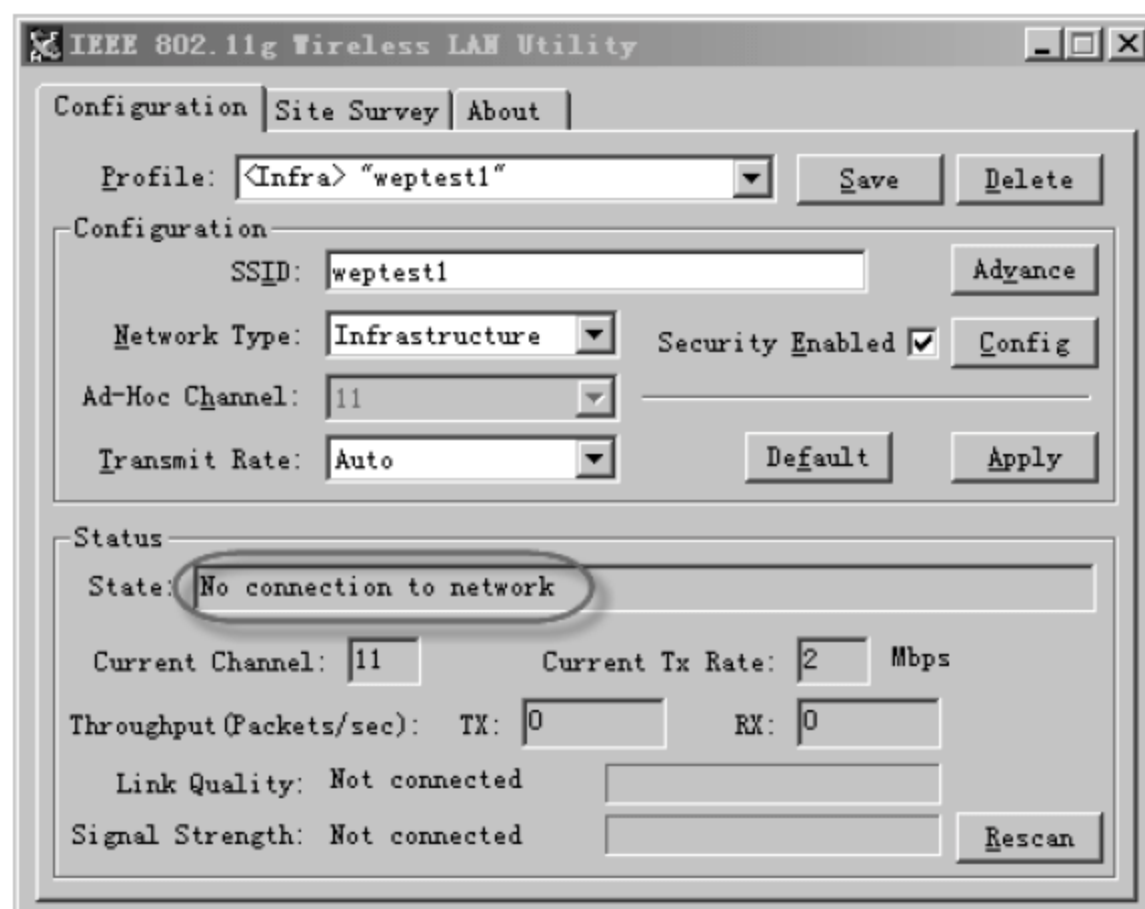 IEEE 802.11g Wireless LAN Utility
Configuration Site Survey About
Profile: <Infra> "weptest1" Save Delete
Configuration
SSID: weptest1 Advance
Network Type: Infrastructure Security Enabled Config
Ad-Hoc Channel: 11
Transmit Rate: Auto Default Apply
Status
State: No connection to network
Current Channel: 11 Current Tx Rate: 2 Mbps
Throughput(Packets/sec): TX: 0 RX: 0
Link Quality: Not connected
Signal Strength: Not connected Rescan